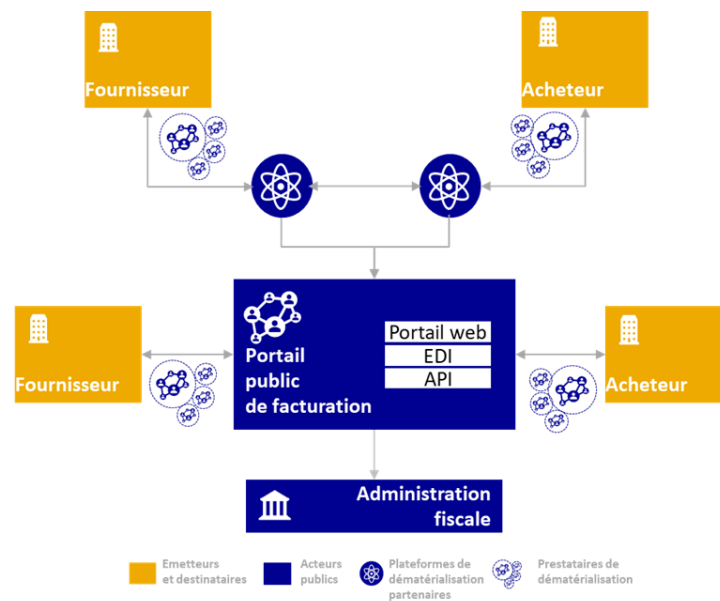 Fournisseur
Acheteur
Portail web
EDI
API
Portail
public
de facturation
Fournisseur
Acheteur
Administration
fiscale
Emetteurs
et destinataires
Acteurs
publics
Plateformes de
dématérialisation
partenaires
Prestataires de
dématérialisation